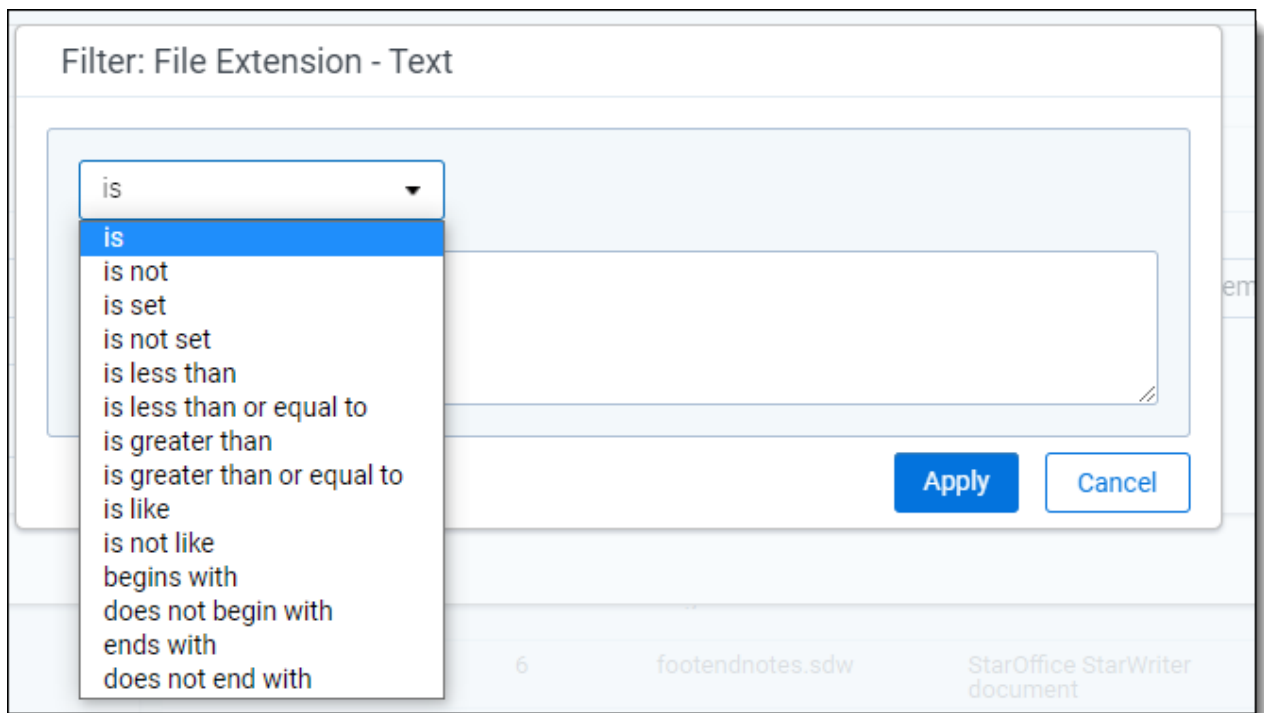 Filter: File Extension - Text
is
is
is not
is set
is not set
is less than
is less than or equal to
is greater than
is greater than or equal to
is like
is not like
begins with
does not begin with
ends with
does not end with
Apply
Cancel
em
6
footendnotes.sdw
StarOffice StarWriter
document